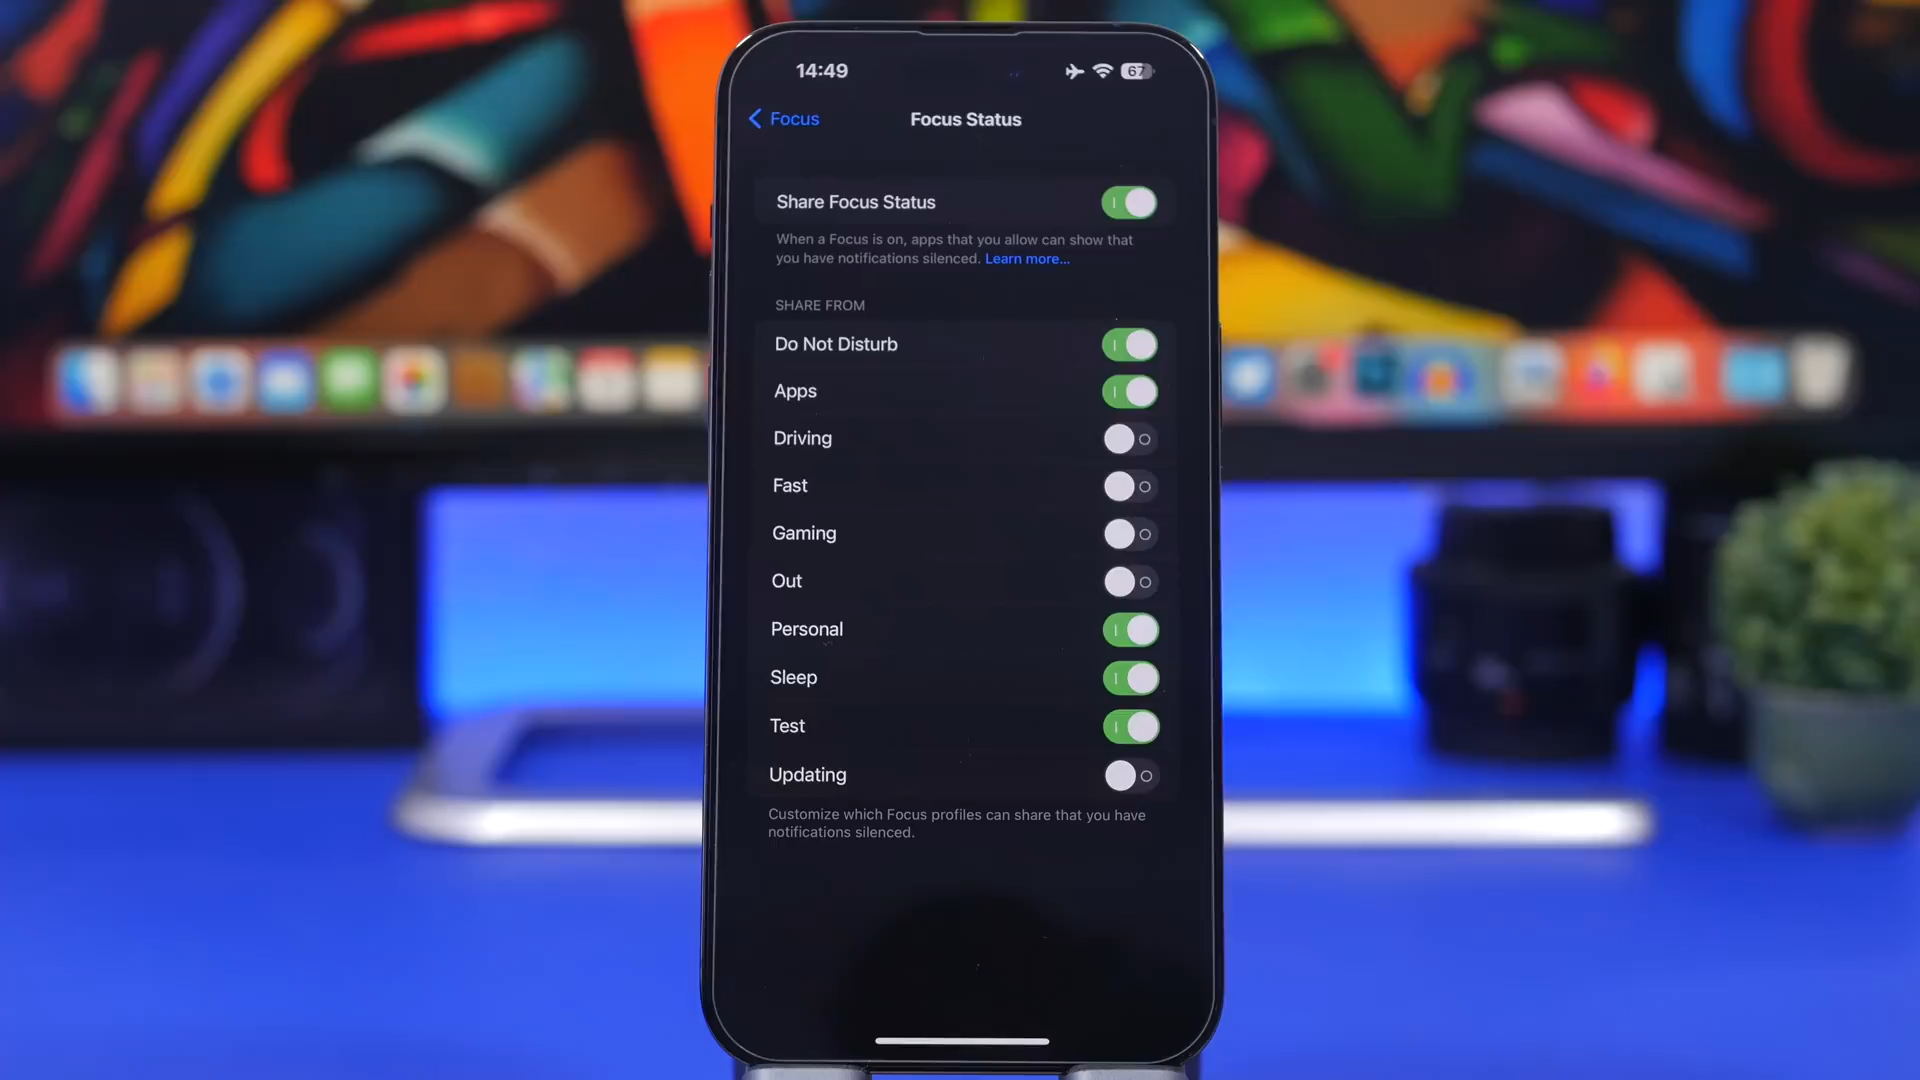 14:49
67
Focus
Focus Status
Share Focus Status
When a Focus is on, apps that you allow can show that
you have notifications silenced. Learn more...
SHARE FROM
Do Not Disturb
Apps
Driving
Fast
Gaming
Out
Personal
Sleep
Test
Updating
Customize which Focus profiles can share that you have
notifications silenced.